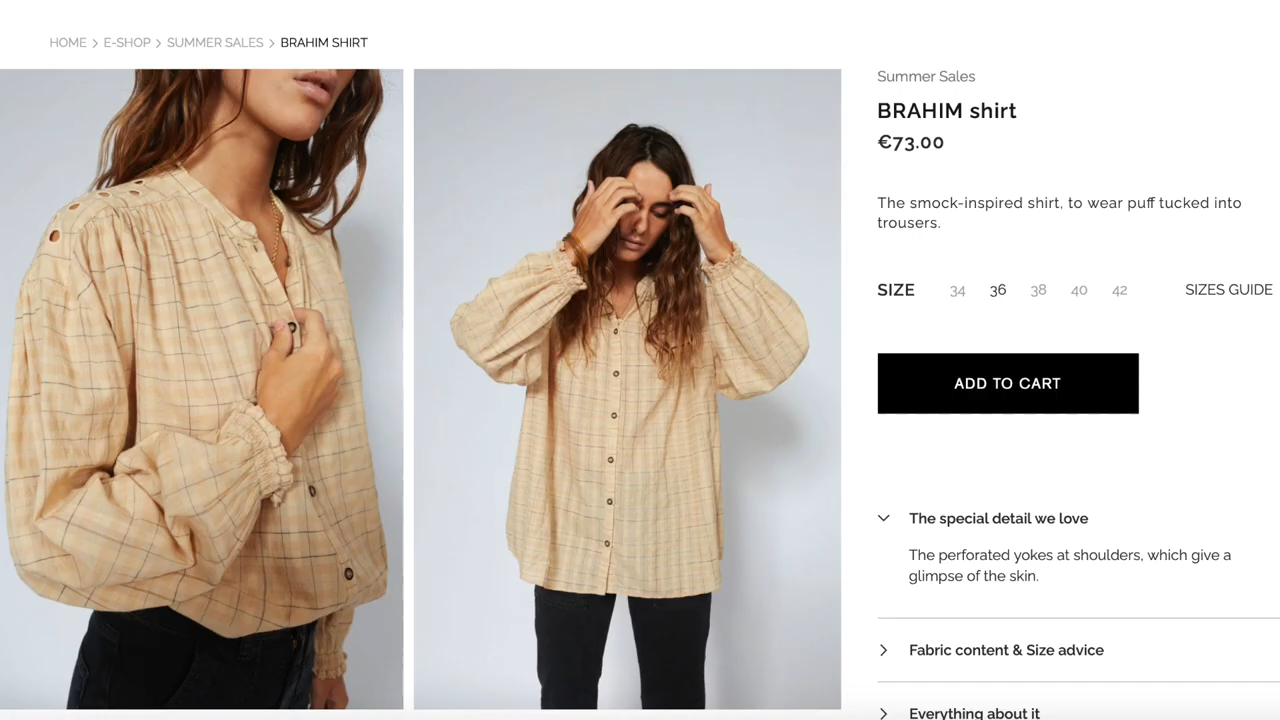 HOME > E-SHOP > SUMMER SALES > BRAHIM SHIRT
Summer Sales
BRAHIM shirt
€73.00
The smock-inspired shirt, to wear puff tucked into
trousers.
SIZE 34 36 38 40 42 SIZES GUIDE
ADD TO CART
The special detail we love
The perforated yokes at shoulders, which give a
glimpse of the skin.
Fabric content & Size advice
Everything about it